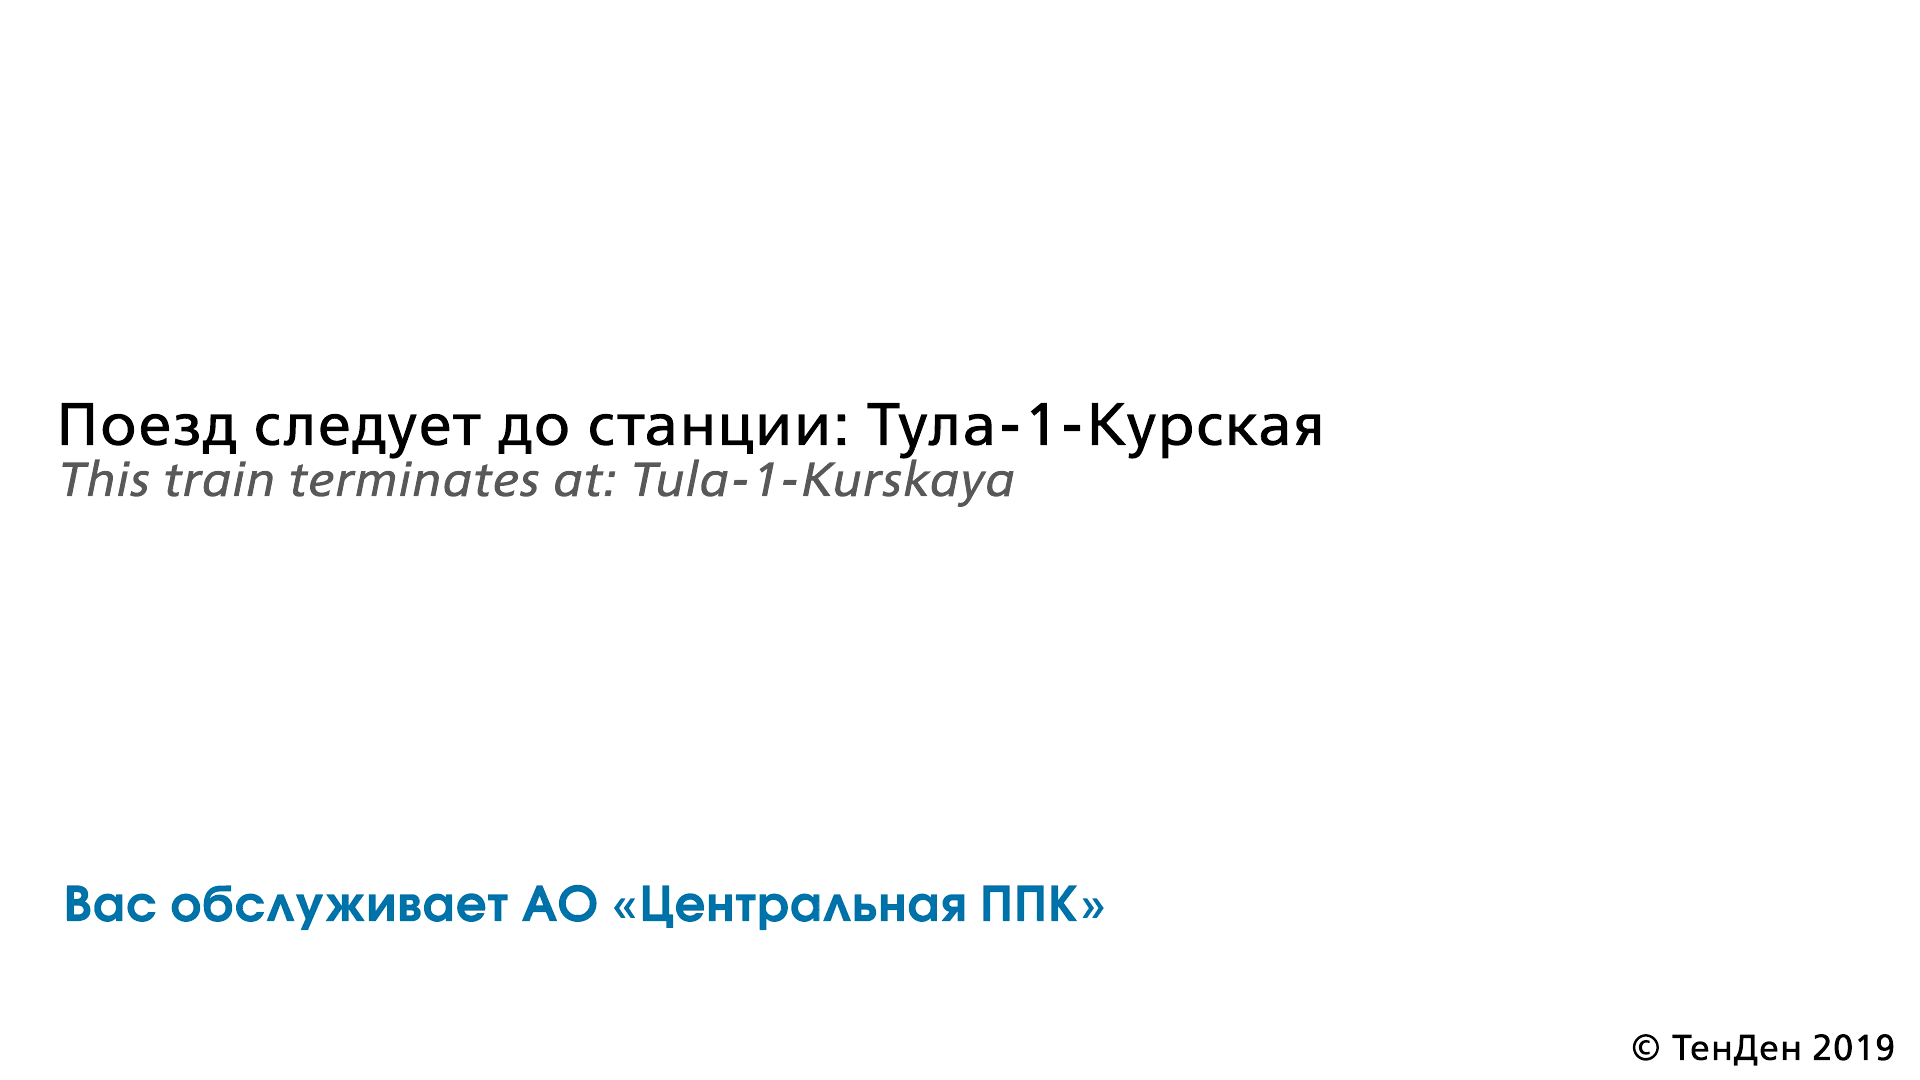 Поезд следует до станции: Тула-1-Курская
This train terminates at: Tula-1-Kurskaya
Вас обслуживает АО «Центральная ППК»
© ТенДен 2019